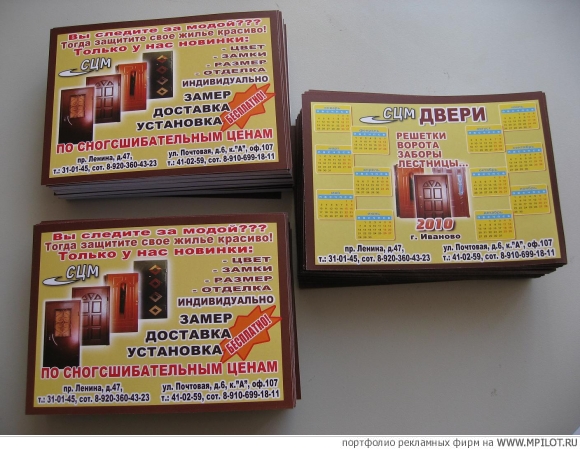 Вы следите за модой???
Тогда защитите свое жилье красиво!
Только у нас новинки:
СЦМ
- ЦВЕТ
- ЗАМКИ
- РАЗМЕР
- ОТДЕЛКА
ИНДИВИДУАЛЬНО
ЗАМЕР
ДОСТАВКА
УСТАНОВКА
БЕСПЛАТНО!
ПО СНОГСШИБАТЕЛЬНЫМ ЦЕНАМ
пр. Ленина, д.47, ул. Почтовая, д.6, к."А", оф.107
т.: 31-01-45, сот. 8-920-360-43-23 т.: 41-02-59, сот. 8-910-699-18-11
СЦМ ДВЕРИ
РЕШЕТКИ
ВОРОТА
ЗАБОРЫ
ЛЕСТНИЦЫ...
2010
г. Иваново
пр. Ленина, д.47, ул. Почтовая, д.6, к."А", оф.107
т.: 31-01-45, сот. 8-920-360-43-23 т.: 41-02-59, сот. 8-910-699-18-11
Вы следите за модой???
Тогда защитите свое жилье красиво!
Только у нас новинки:
СЦМ
- ЦВЕТ
- ЗАМКИ
- РАЗМЕР
- ОТДЕЛКА
ИНДИВИДУАЛЬНО
ЗАМЕР
ДОСТАВКА
УСТАНОВКА
БЕСПЛАТНО!
ПО СНОГСШИБАТЕЛЬНЫМ ЦЕНАМ
пр. Ленина, д.47, ул. Почтовая, д.6, к."А", оф.107
т.: 31-01-45, сот. 8-920-360-43-23 т.: 41-02-59, сот. 8-910-699-18-11
портфолио рекламных фирм на WWW.MPILOT.RU